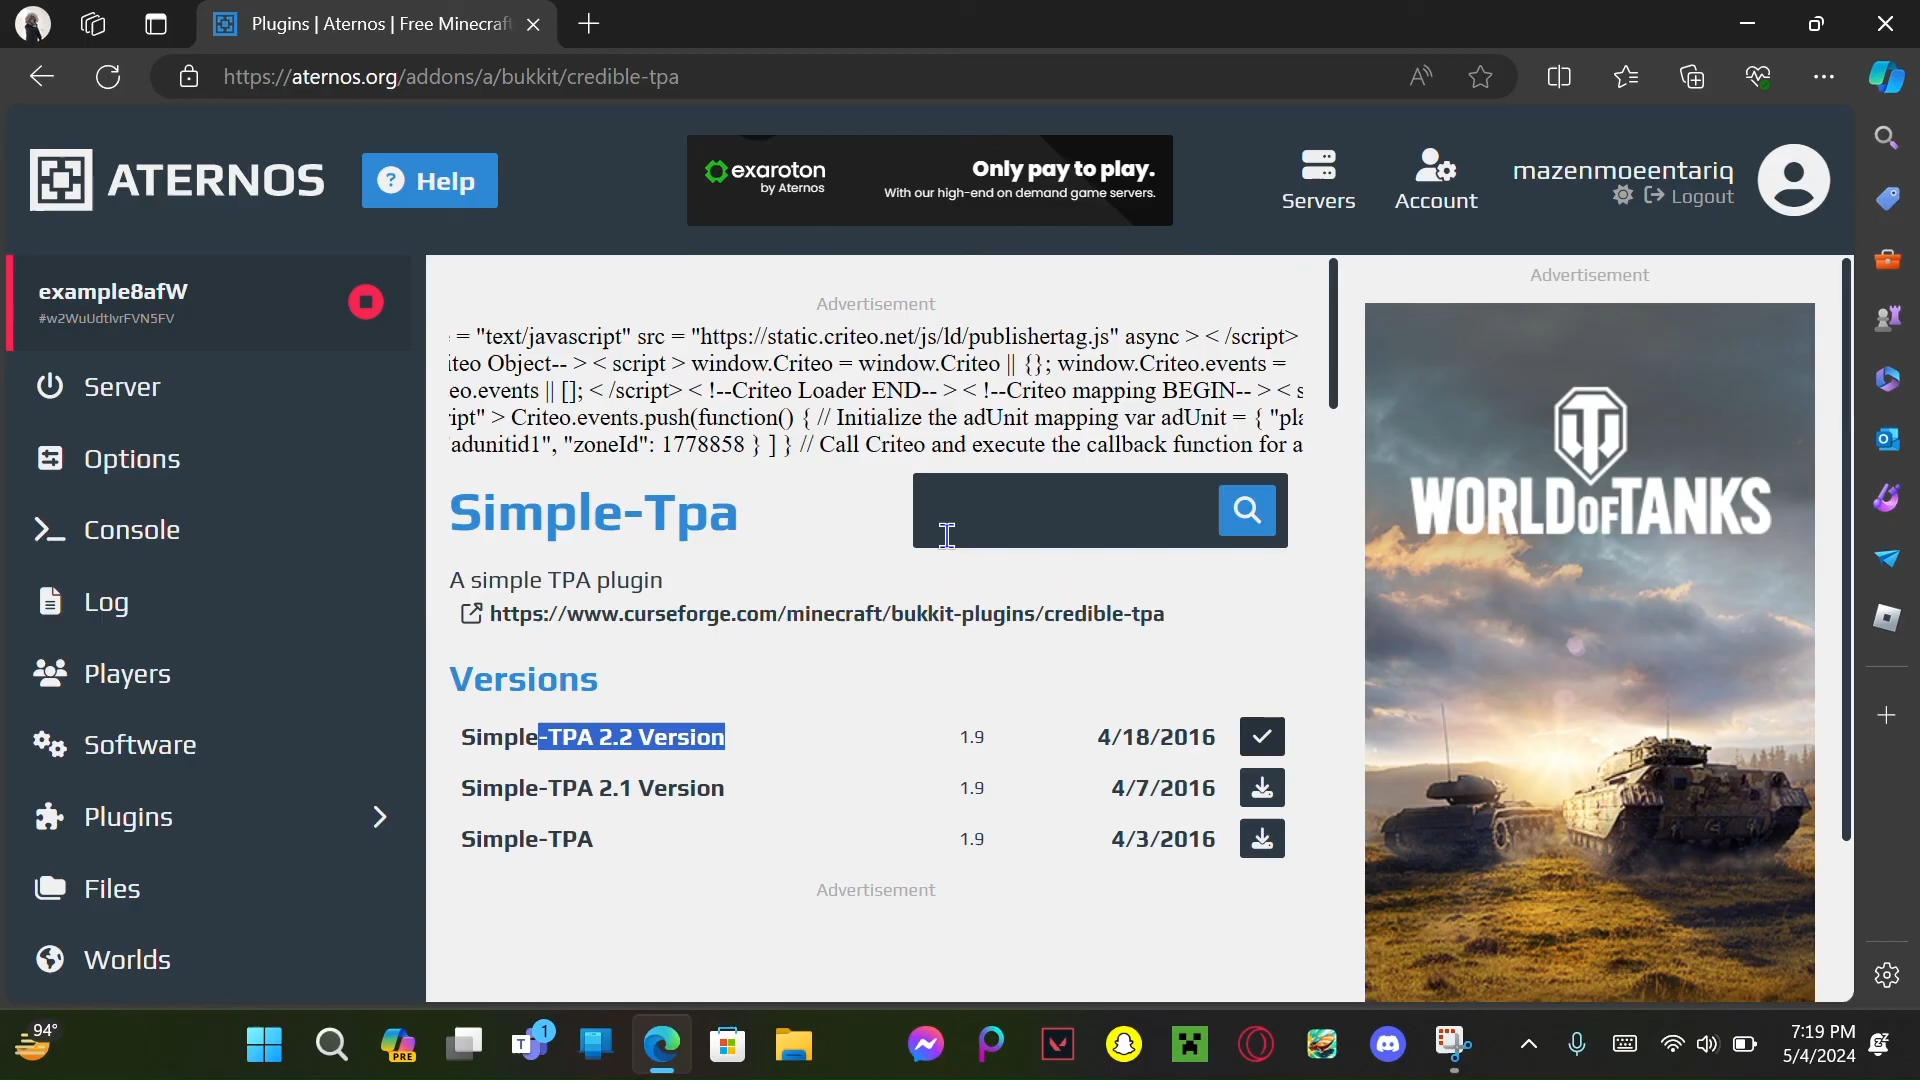 Plugins | Aternos | Free Minecraft
https://aternos.org/addons/a/bukkit/credible-tpa
ATERNOS
Help
exaroton
by Aternos
Only pay to play.
With our high-end on demand game servers.
Servers
Account
mazenmoeentariq
Logout
example8afW
#w2WuUdtIvrFVN5FV
Server
Options
Console
Log
Players
Software
Plugins
Files
Worlds
Advertisement
= "text/javascript" src = "https://static.criteo.net/js/ld/publishertag.js" async > < /script>
iteo Object-- > < script > window.Criteo = window.Criteo || {}; window.Criteo.events =
eo.events || []; < /script> < !--Criteo Loader END-- > < !--Criteo mapping BEGIN-- > < s
ript" > Criteo.events.push(function() { // Initialize the adUnit mapping var adUnit = { "pla
adunitid1", "zoneId": 1778858 } ] } // Call Criteo and execute the callback function for a
Simple-Tpa
A simple TPA plugin
https://www.curseforge.com/minecraft/bukkit-plugins/credible-tpa
Versions
Simple-TPA 2.2 Version 1.9 4/18/2016
Simple-TPA 2.1 Version 1.9 4/7/2016
Simple-TPA 1.9 4/3/2016
Advertisement
Advertisement
WORLD OF TANKS
94°
PRE
1
7:19 PM
5/4/2024